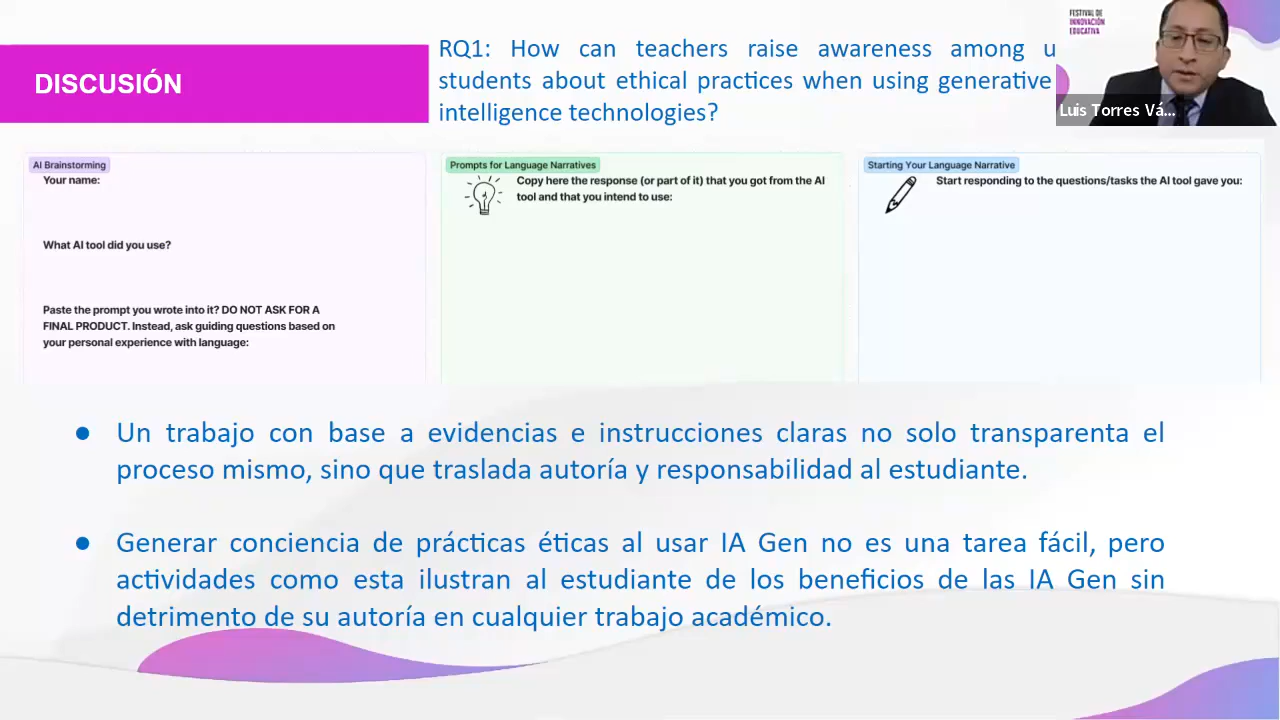 FESTIVAL DE
INNOVACIÓN
EDUCATIVA
DISCUSIÓN
RQ1: How can teachers raise awareness among u
students about ethical practices when using generative
intelligence technologies?
Luis Torres Vá...
AI Brainstorming
Your name:
What AI tool did you use?
Paste the prompt you wrote into it? DO NOT ASK FOR A
FINAL PRODUCT. Instead, ask guiding questions based on
your personal experience with language:
Prompts for Language Narratives
Copy here the response (or part of it) that you got from the AI
tool and that you intend to use:
Starting Your Language Narrative
Start responding to the questions/tasks the AI tool gave you:
● Un trabajo con base a evidencias e instrucciones claras no solo transparenta el
proceso mismo, sino que traslada autoría y responsabilidad al estudiante.
● Generar conciencia de prácticas éticas al usar IA Gen no es una tarea fácil, pero
actividades como esta ilustran al estudiante de los beneficios de las IA Gen sin
detrimento de su autoría en cualquier trabajo académico.